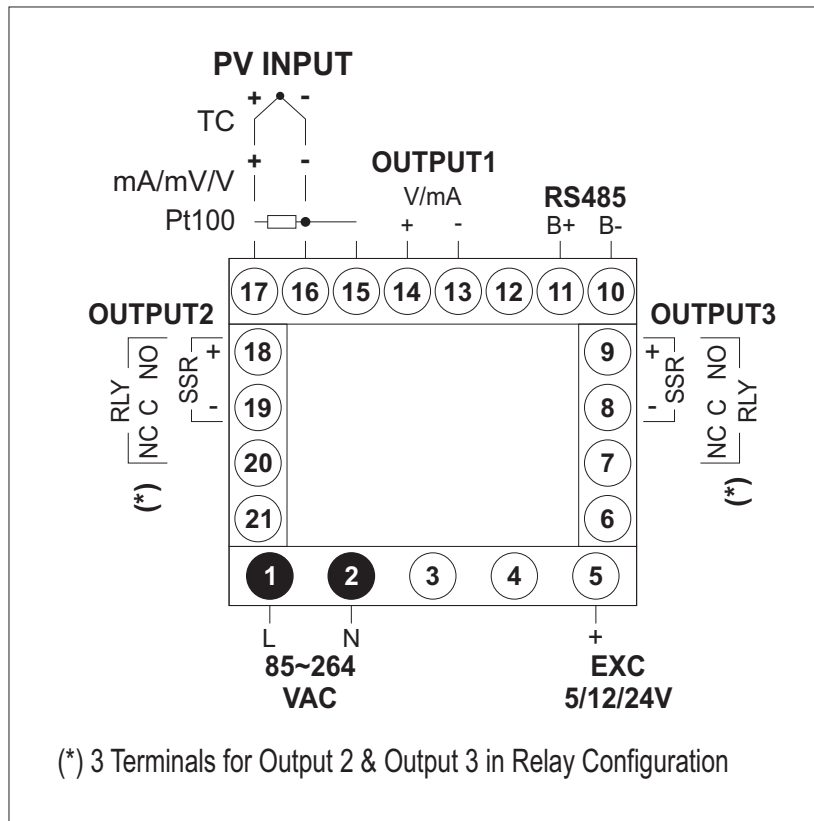 PV INPUT
+ -
TC
+ -
mA/mV/V
Pt100
OUTPUT1
V/mA
+ -
RS485
B+ B-
17 16 15 14 13 12 11 10
OUTPUT2
RLY
NC C NO
SSR
+
-
(*)
18
19
20
21
OUTPUT3
9
8
7
6
+
-
SSR
NC C NO
RLY
(*)
1 2 3 4 5
L N
85~264
VAC
+
EXC
5/12/24V
(*) 3 Terminals for Output 2 & Output 3 in Relay Configuration